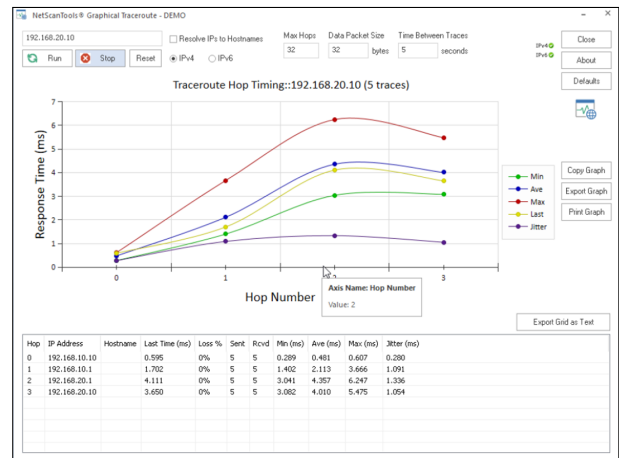 NetScanTools® Graphical Traceroute - DEMO
192.168.20.10
Resolve IPs to Hostnames
Max Hops
Data Packet Size
Time Between Traces
32
32 bytes
5 seconds
Run
Stop
Reset
IPv4
IPv6
IPv4
IPv6
Close
About
Defaults
Traceroute Hop Timing::192.168.20.10 (5 traces)
Response Time (ms)
7
6
5
4
3
2
1
0
0
1
2
3
Hop Number
Axis Name: Hop Number
Value: 2
Min
Ave
Max
Last
Jitter
Copy Graph
Export Graph
Print Graph
Export Grid as Text
Hop IP Address Hostname Last Time (ms) Loss % Sent Rcvd Min (ms) Ave (ms) Max (ms) Jitter (ms)
0 192.168.10.10 0.595 0% 5 5 0.289 0.481 0.607 0.280
1 192.168.10.1 1.702 0% 5 5 1.402 2.113 3.666 1.091
2 192.168.20.1 4.111 0% 5 5 3.041 4.357 6.247 1.336
3 192.168.20.10 3.650 0% 5 5 3.082 4.010 5.475 1.054